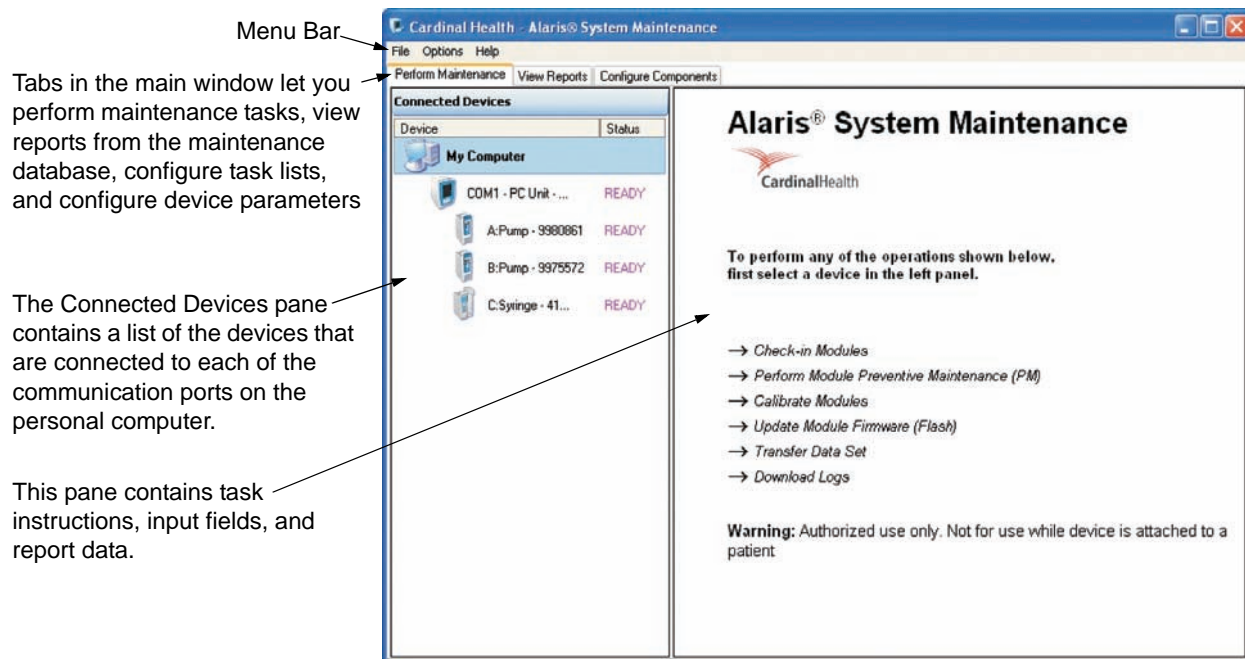 Menu Bar
Tabs in the main window let you
perform maintenance tasks, view
reports from the maintenance
database, configure task lists,
and configure device parameters
The Connected Devices pane
contains a list of the devices that
are connected to each of the
communication ports on the
personal computer.
This pane contains task
instructions, input fields, and
report data.
Cardinal Health - Alaris® System Maintenance
File Options Help
Perform Maintenance View Reports Configure Components
Connected Devices
Device Status
My Computer
COM1 - PC Unit - ... READY
A:Pump - 9980861 READY
B:Pump - 9975572 READY
C:Syringe - 41... READY
Alaris® System Maintenance
CardinalHealth
To perform any of the operations shown below,
first select a device in the left panel.
→ Check-in Modules
→ Perform Module Preventive Maintenance (PM)
→ Calibrate Modules
→ Update Module Firmware (Flash)
→ Transfer Data Set
→ Download Logs
Warning: Authorized use only. Not for use while device is attached to a
patient